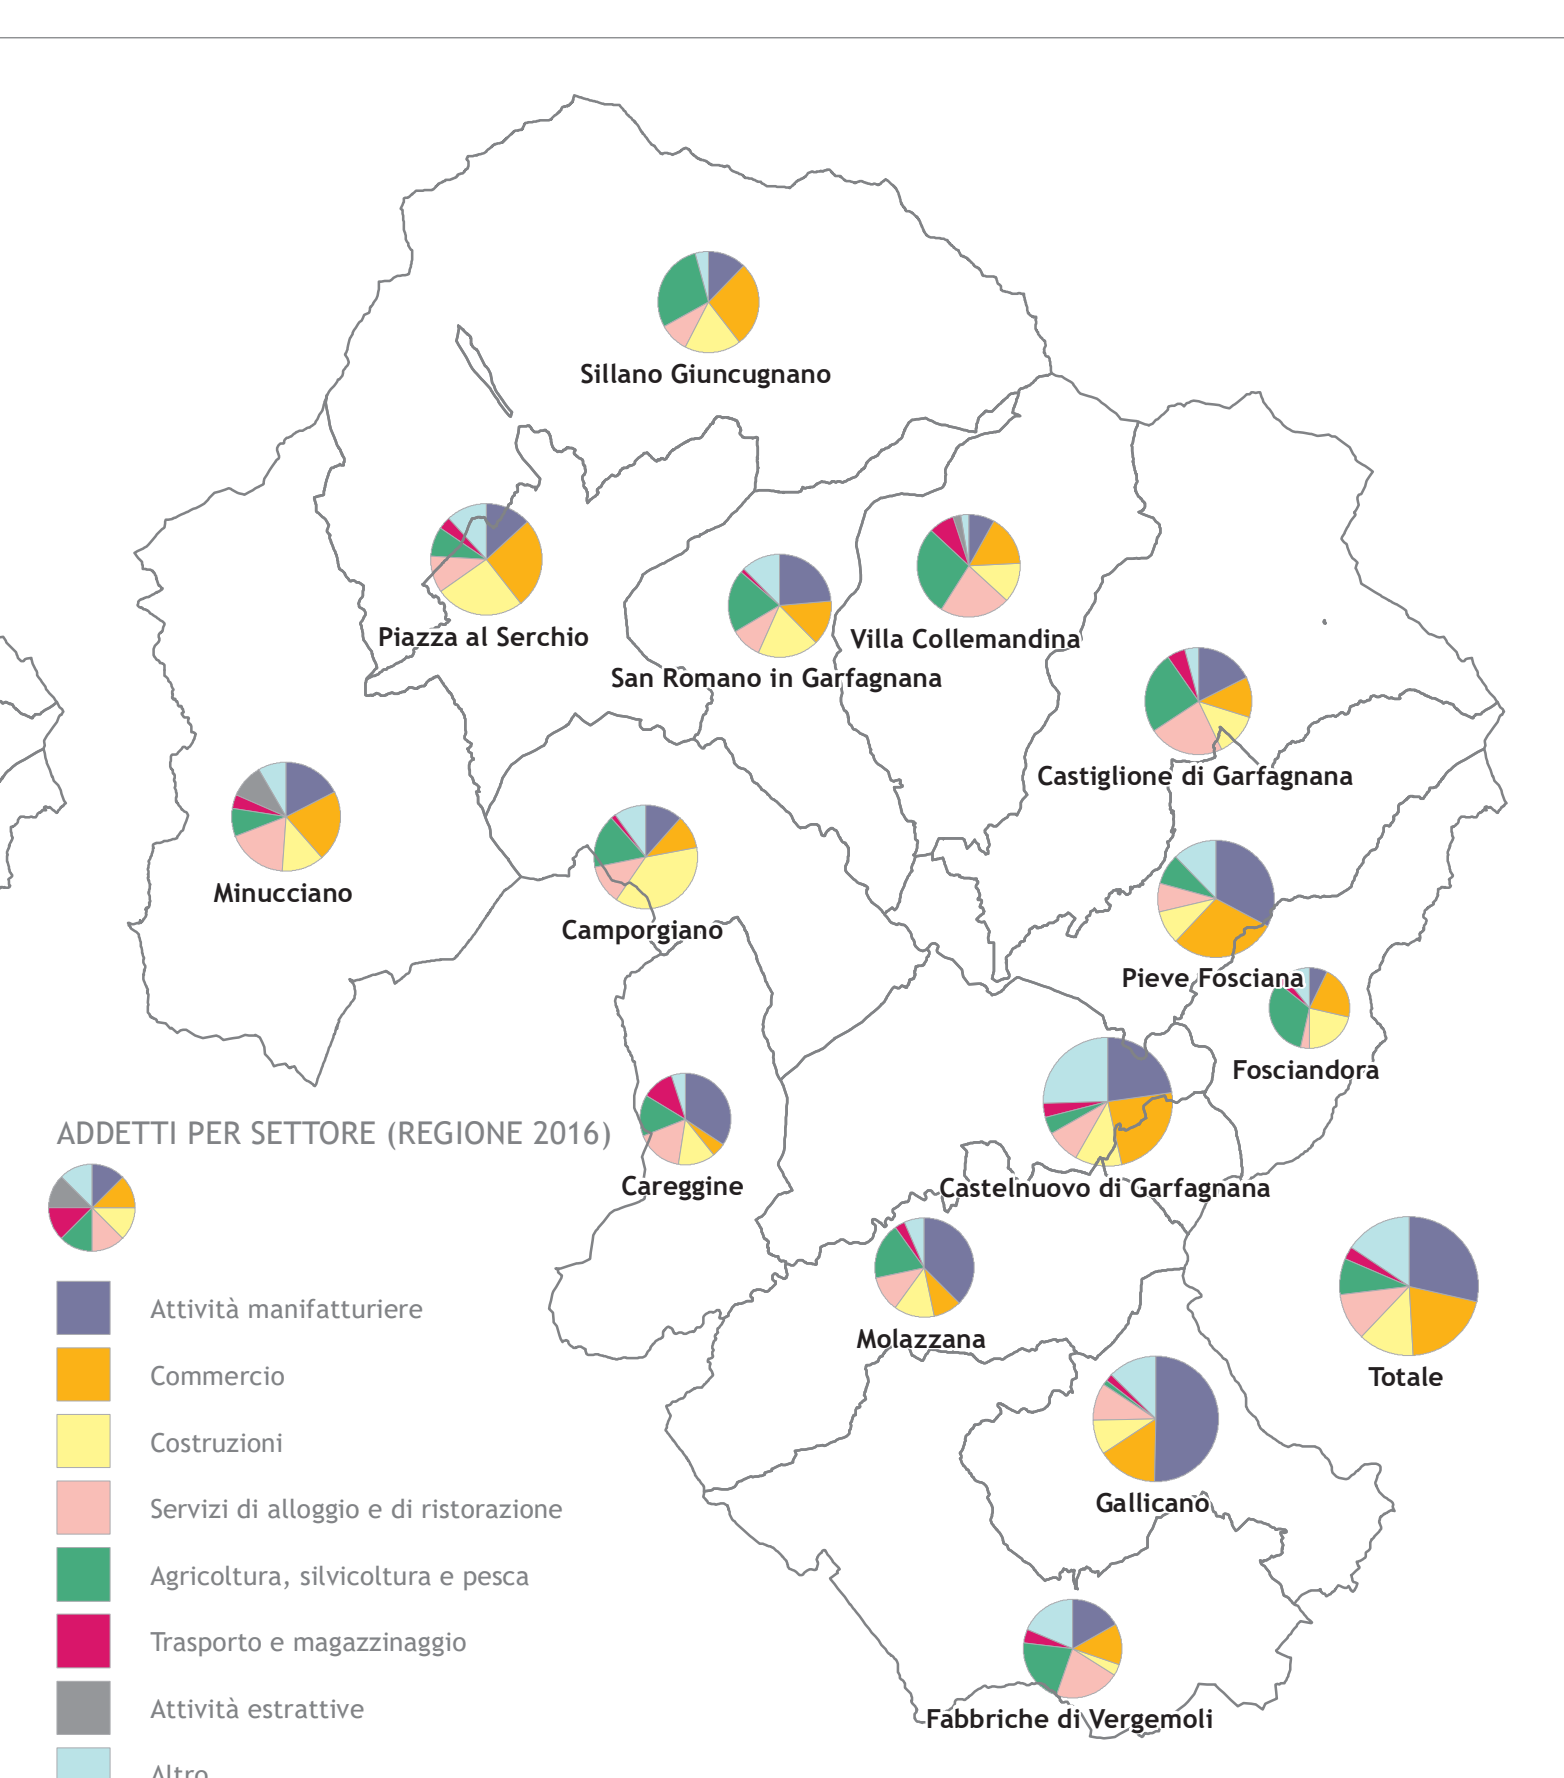 Sillano Giuncugnano
Piazza al Serchio
Villa Collemandina
San Romano in Garfagnana
Castiglione di Garfagnana
Minucciano
Camporgiano
Pieve Fosciana
Fosciandora
ADDETTI PER SETTORE (REGIONE 2016)
Careggine
Castelnuovo di Garfagnana
Attività manifatturiere
Molazzana
Commercio
Totale
Costruzioni
Gallicano
Servizi di alloggio e di ristorazione
Agricoltura, silvicoltura e pesca
Trasporto e magazzinaggio
Attività estrattive
Fabbriche di Vergemoli
Altro